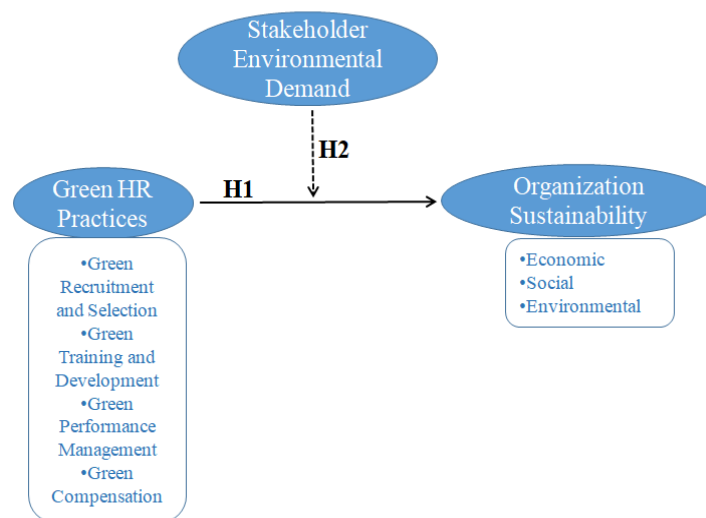 Stakeholder
Environmental
Demand
H2
H1
Green HR
Practices
Organization
Sustainability
•Green
Recruitment
and Selection
•Green
Training and
Development
•Green
Performance
Management
•Green
Compensation
•Economic
•Social
•Environmental